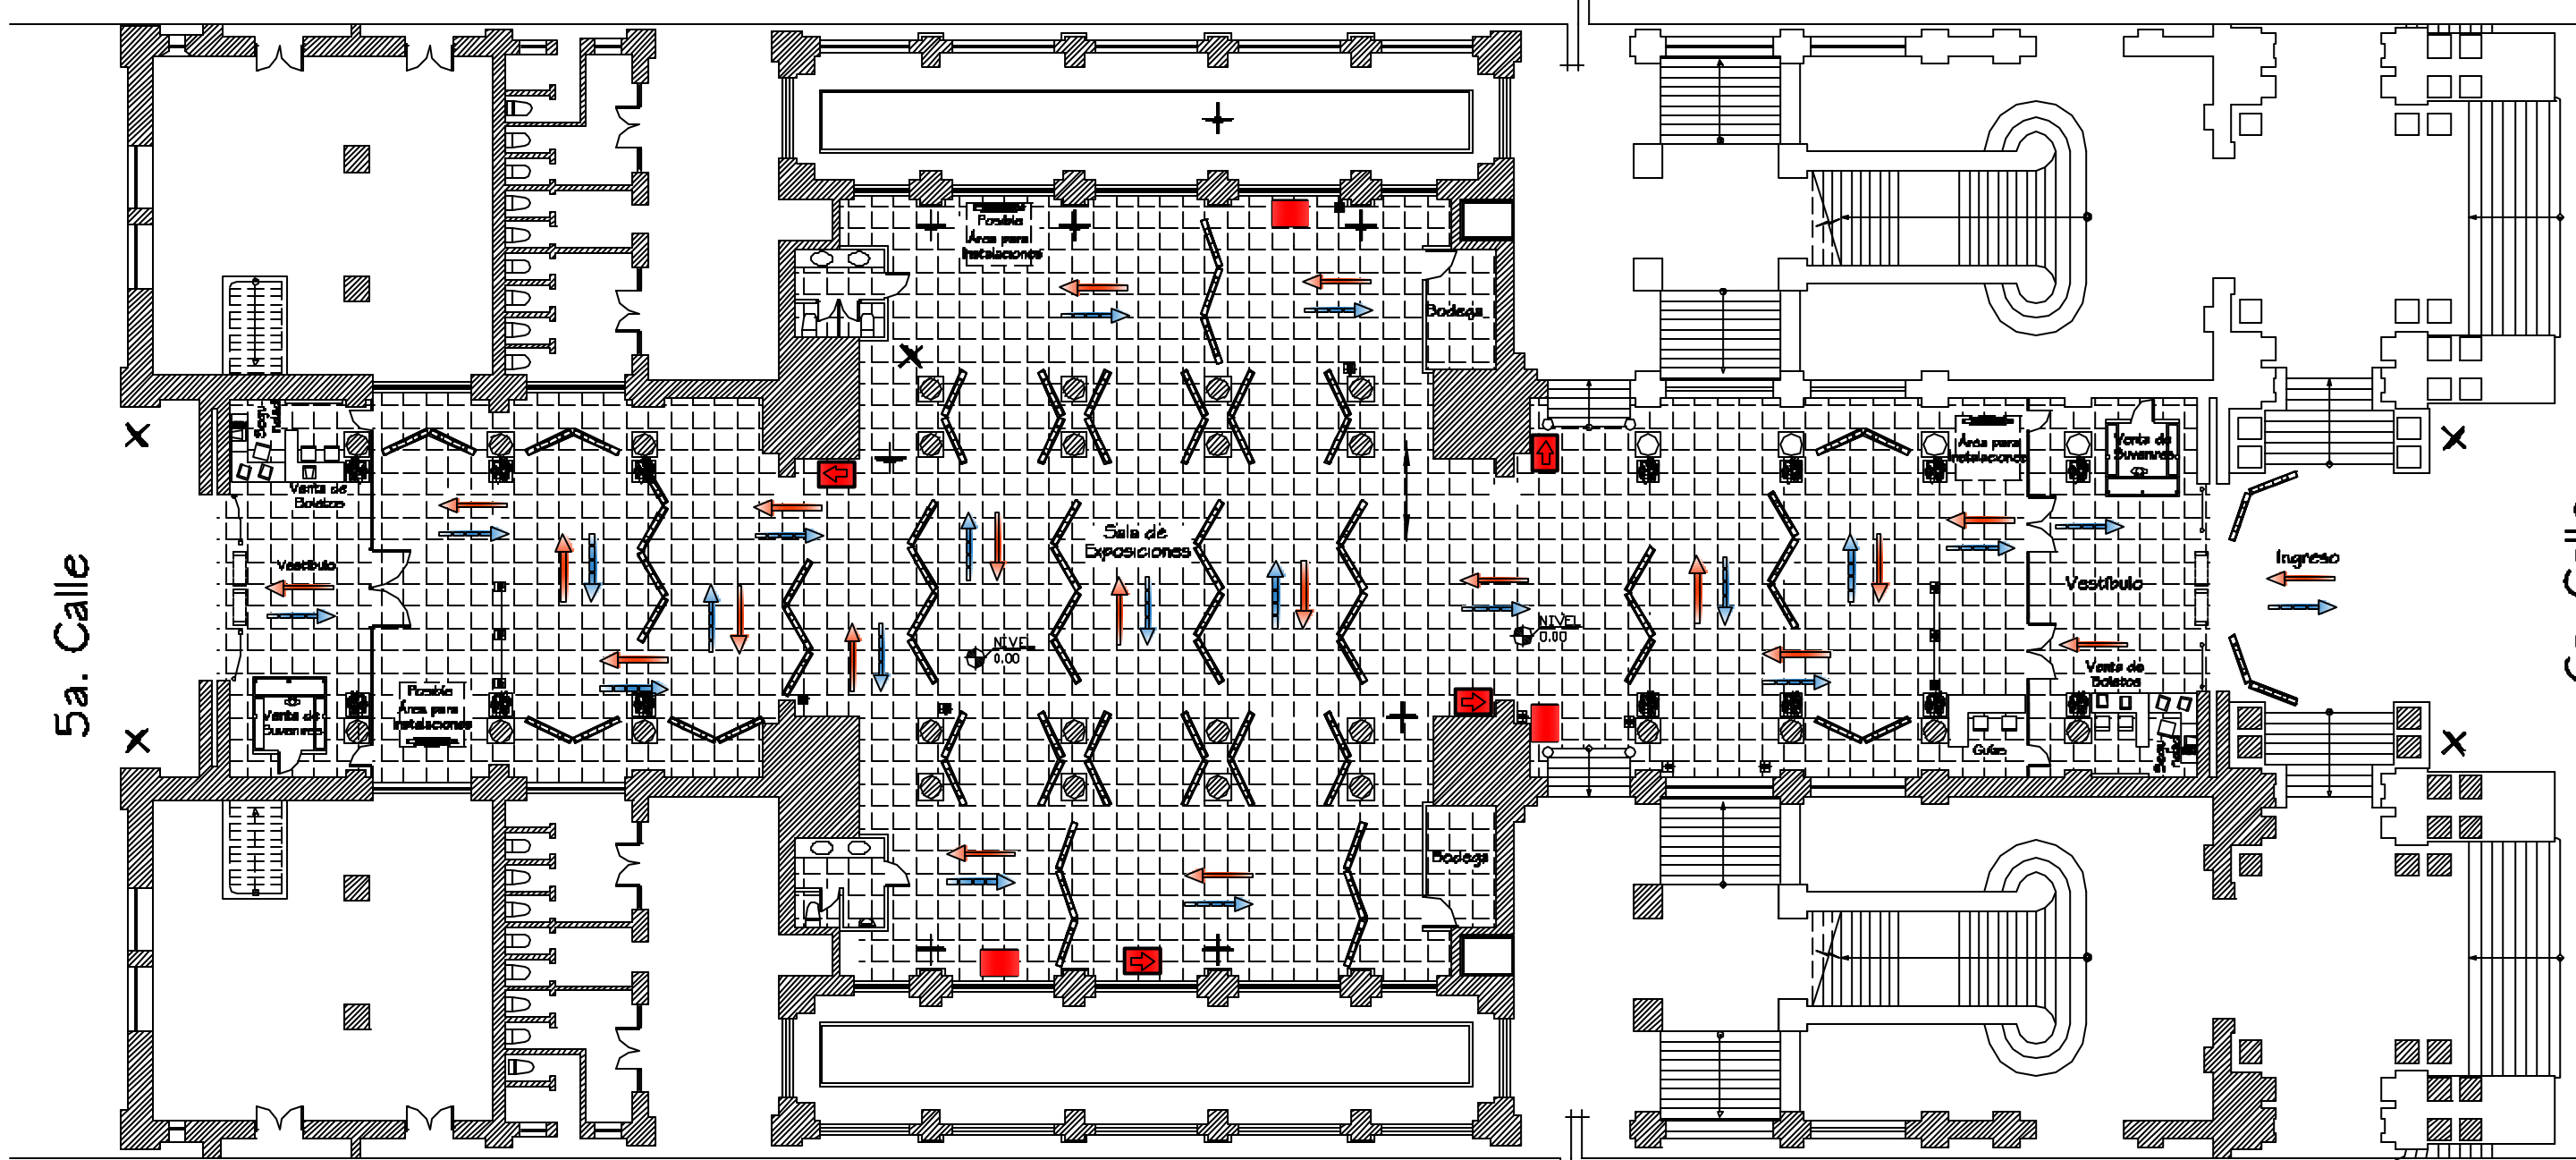 5a. Calle
Posible
Área para
Instalaciones
Bodega
Venta de
Boletos
Vestíbulo
Venta de
Suvenires
Posible
Área para
Instalaciones
Sala de
Exposiciones
NIVEL
0.00
NIVEL
0.00
Bodega
Área para
Instalaciones
Venta de
Suvenires
Vestíbulo
Ingreso
Venta de
Boletos
Guías